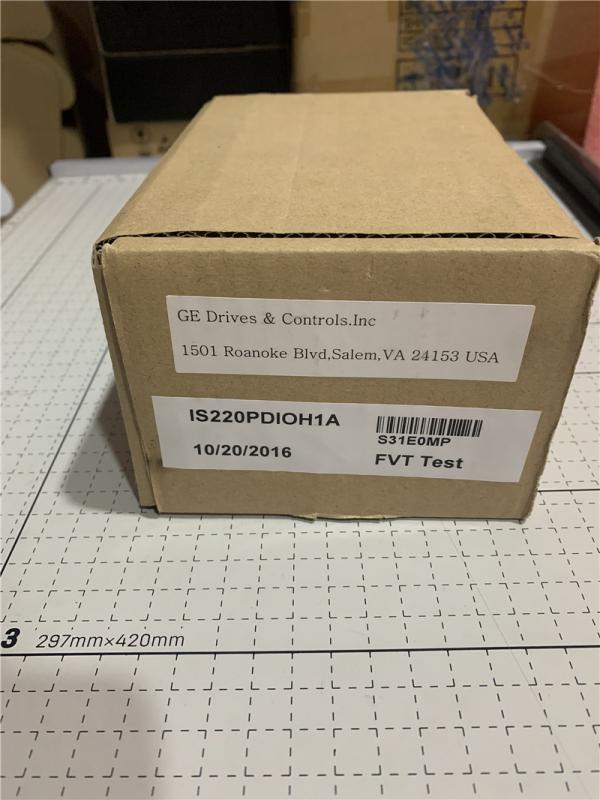 GE Drives & Controls.Inc
1501 Roanoke Blvd,Salem,VA 24153 USA
IS220PDIOH1A
S31E0MP
10/20/2016
FVT Test
3 297mm×420mm